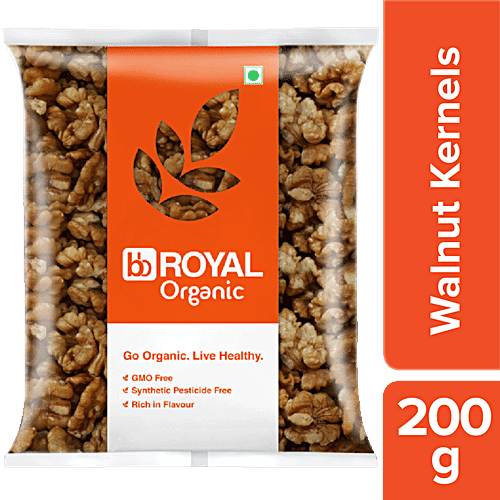 bb ROYAL
Organic
Go Organic. Live Healthy.
GMO Free
Synthetic Pesticide Free
Rich in Flavour
Walnut Kernels
200
g